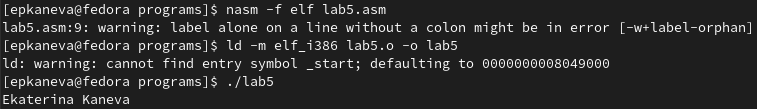 [epkaneva@fedora programs]$ nasm -f elf lab5.asm
lab5.asm:9: warning: label alone on a line without a colon might be in error [-w+label-orphan]
[epkaneva@fedora programs]$ ld -m elf_i386 lab5.o -o lab5
ld: warning: cannot find entry symbol _start; defaulting to 0000000008049000
[epkaneva@fedora programs]$ ./lab5
Ekaterina Kaneva